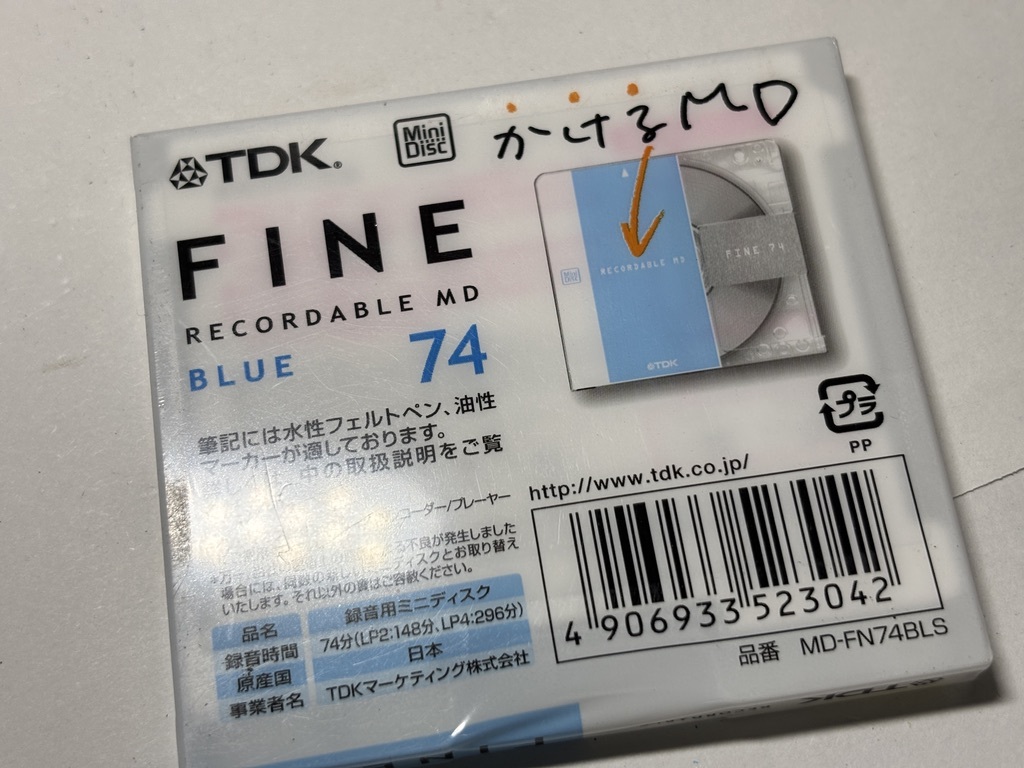 TDK®
Mini Disc
かけるMD
FINE
RECORDABLE MD
BLUE 74
RECORDABLE MD
FINE 74
TDK
筆記には水性フェルトペン、油性
マーカーが適しております。
中の取扱説明をご覧
コーダー/プレーヤー
不良が発生しました
場合には、同数の新しいディスクとお取り替え
いたします。それ以外の責はご容赦ください。
品名 録音用ミニディスク
録音時間 74分(LP2:148分、LP4:296分)
原産国 日本
事業者名 TDKマーケティング株式会社
プラ
PP
http://www.tdk.co.jp/
4906933523042
品番 MD-FN74BLS
TDK